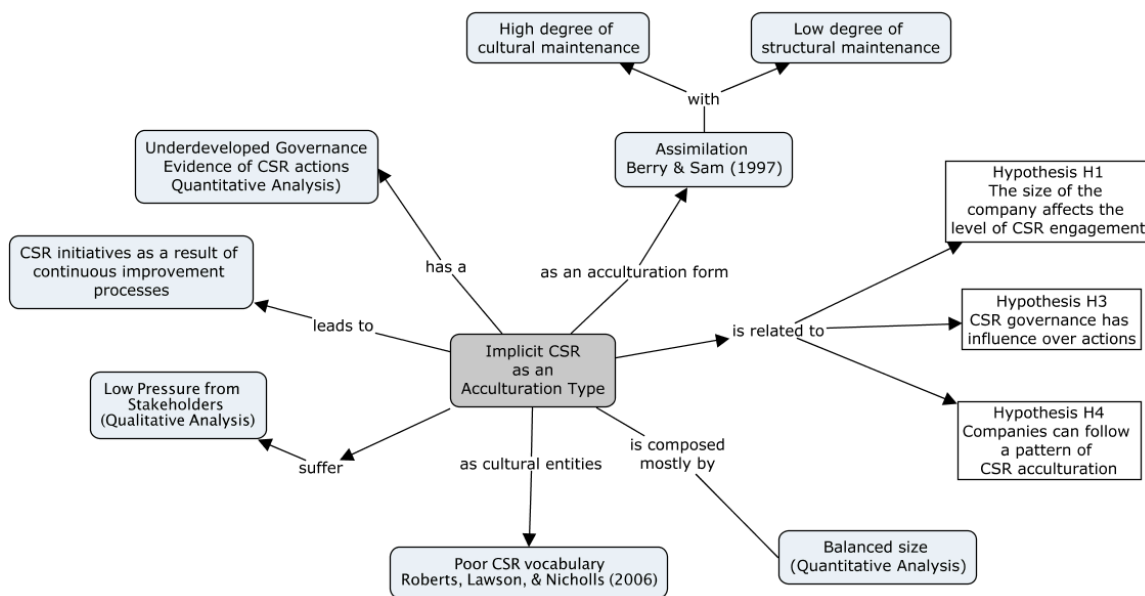 High degree of
cultural maintenance
Low degree of
structural maintenance
with
Underdeveloped Governance
Evidence of CSR actions
Quantitative Analysis)
Assimilation
Berry & Sam (1997)
Hypothesis H1
The size of the
company affects the
level of CSR engagement
CSR initiatives as a result of
continuous improvement
processes
has a
as an acculturation form
leads to
is related to
Hypothesis H3
CSR governance has
influence over actions
Implicit CSR
as an
Acculturation Type
Low Pressure from
Stakeholders
(Qualitative Analysis)
suffer
as cultural entities
is composed
mostly by
Hypothesis H4
Companies can follow
a pattern of
CSR acculturation
Poor CSR vocabulary
Roberts, Lawson, & Nicholls (2006)
Balanced size
(Quantitative Analysis)